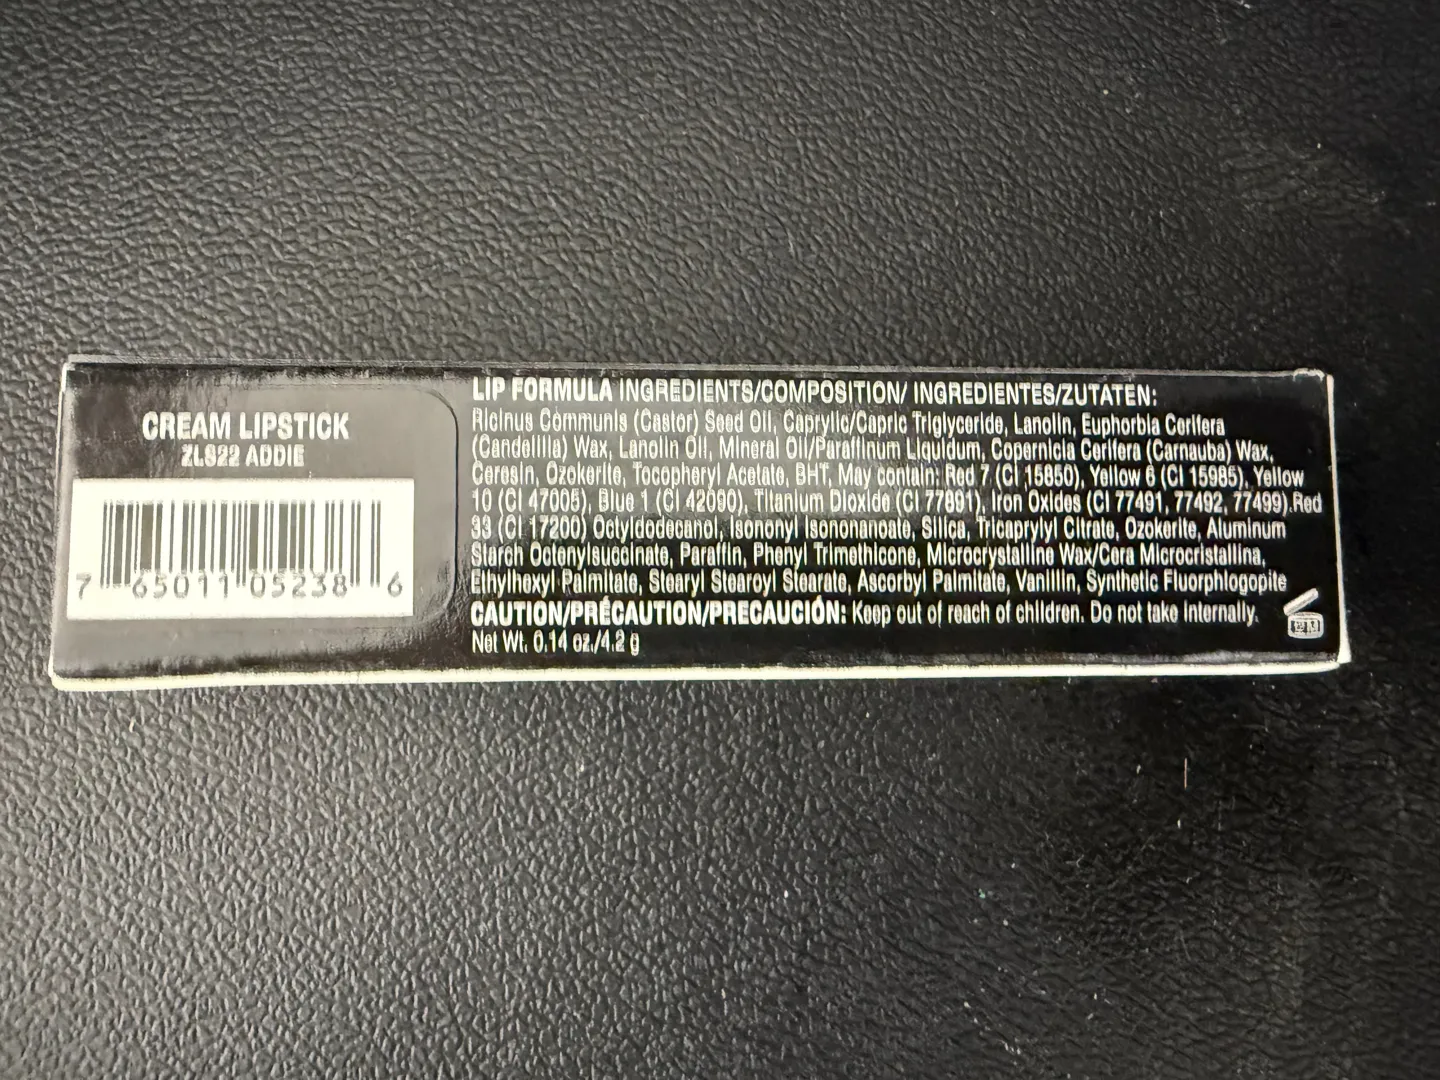 CREAM LIPSTICK
ZLS22 ADDIE
7 65011 05238 6
LIP FORMULA INGREDIENTS/COMPOSITION/ INGREDIENTES/ZUTATEN:
Ricinus Communis (Castor) Seed Oil, Caprylic/Capric Triglyceride, Lanolin, Euphorbia Cerifera
(Candelilla) Wax, Lanolin Oil, Mineral Oil/Paraffinum Liquidum, Copernicia Cerifera (Carnauba) Wax,
Ceresin, Ozokerite, Tocopheryl Acetate, BHT, May contain: Red 7 (CI 15850), Yellow 6 (CI 15985), Yellow
10 (CI 47005), Blue 1 (CI 42090), Titanium Dioxide (CI 77891), Iron Oxides (CI 77491, 77492, 77499).Red
33 (CI 17200) Octyldodecanol, Isononyl Isononanoate, Silica, Tricaprylyl Citrate, Ozokerite, Aluminum
Starch Octenylsuccinate, Paraffin, Phenyl Trimethicone, Microcrystalline Wax/Cera Microcristallina,
Ethylhexyl Palmitate, Stearyl Stearoyl Stearate, Ascorbyl Palmitate, Vanillin, Synthetic Fluorphlogopite
CAUTION/PRÉCAUTION/PRECAUCIÓN: Keep out of reach of children. Do not take internally.
Net Wt. 0.14 oz./4.2 g